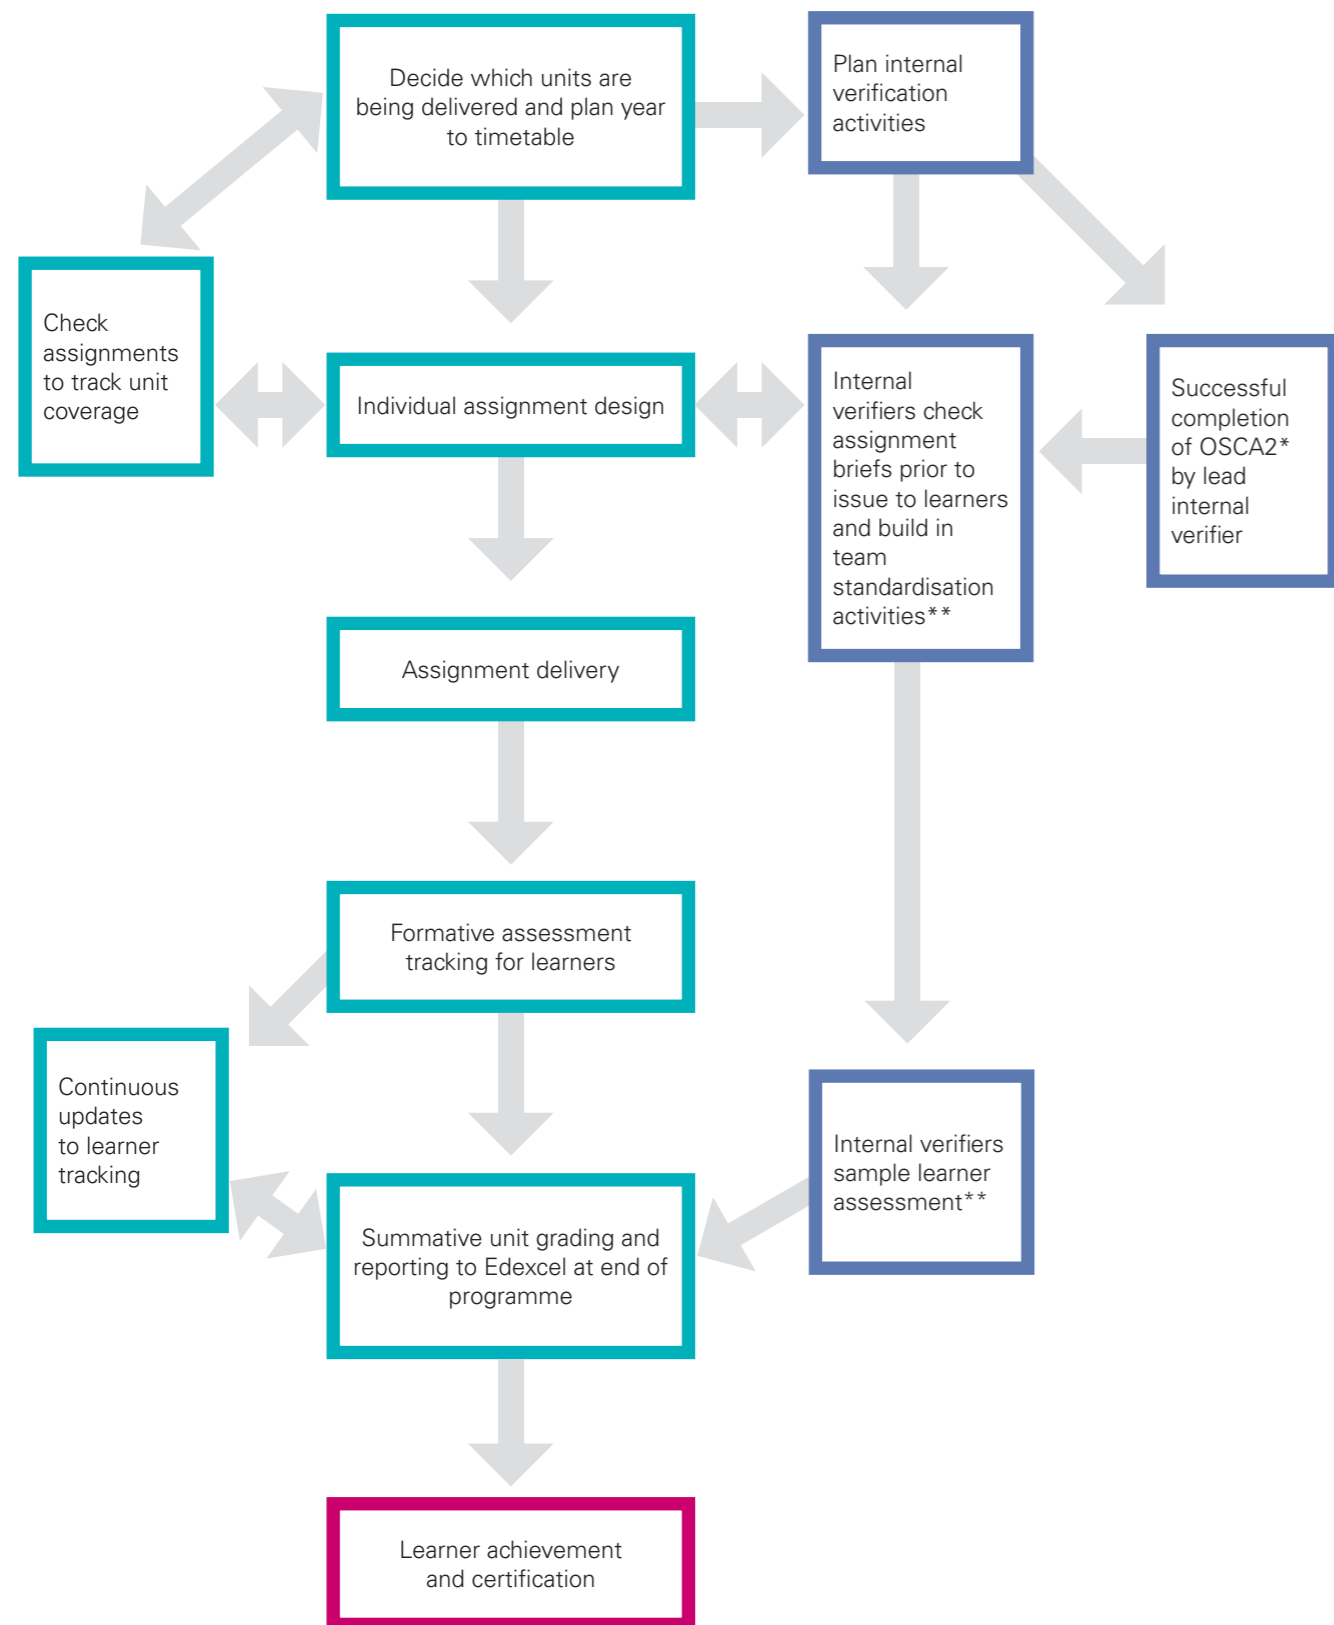 Decide which units are
being delivered and plan year
to timetable
Plan internal
verification
activities
Check
assignments
to track unit
coverage
Individual assignment design
Internal
verifiers check
assignment
briefs prior to
issue to learners
and build in
team
standardisation
activities**
Successful
completion
of OSCA2*
by lead
internal
verifier
Assignment delivery
Formative assessment
tracking for learners
Continuous
updates
to learner
tracking
Internal verifiers
sample learner
assessment**
Summative unit grading and
reporting to Edexcel at end of
programme
Learner achievement
and certification